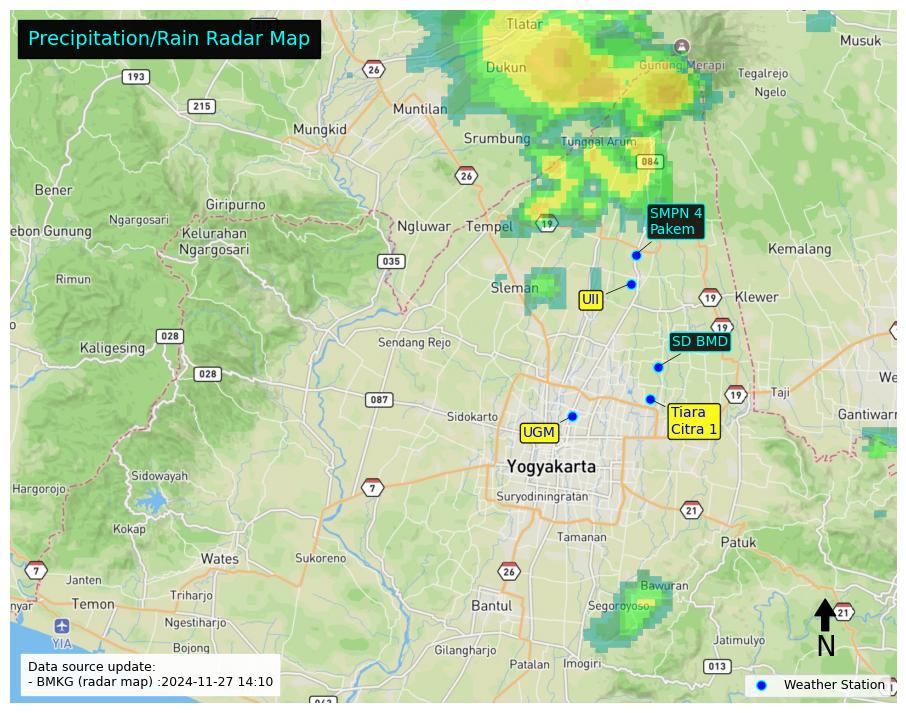 Precipitation/Rain Radar Map
Tlatar
Musuk
26
Gunung Merapi
Dukun
Tegalrejo
193
Ngelo
215
Muntilan
Mungkid
Srumbung
Tunggal Arum
084
26
Bener
Giripurno
SMPN 4
Pakem
Ngargosari
19
Ngluwar
Tempel
ebon Gunung
Kelurahan
Ngargosari
Kemalang
035
Rimun
Sleman
UII
19
Klewer
19
028
Sendang Rejo
SD BMD
Kaligesing
028
We
Taji
19
087
Tiara
Citra 1
Sidokarto
Gantiwarn
UGM
Yogyakarta
Sidowayah
7
Hargorojo
Suryodiningratan
21
Kokap
Tamanan
Patuk
Wates
Sukoreno
7
26
Janten
Bawuran
Triharjo
nyar
Temon
Bantul
Segoroyoso
21
Ngestiharjo
YIA
N
Jatimulyo
Bojong
Gilangharjo
Patalan
Imogiri
013
Data source update:
- BMKG (radar map) :2024-11-27 14:10
Weather Station